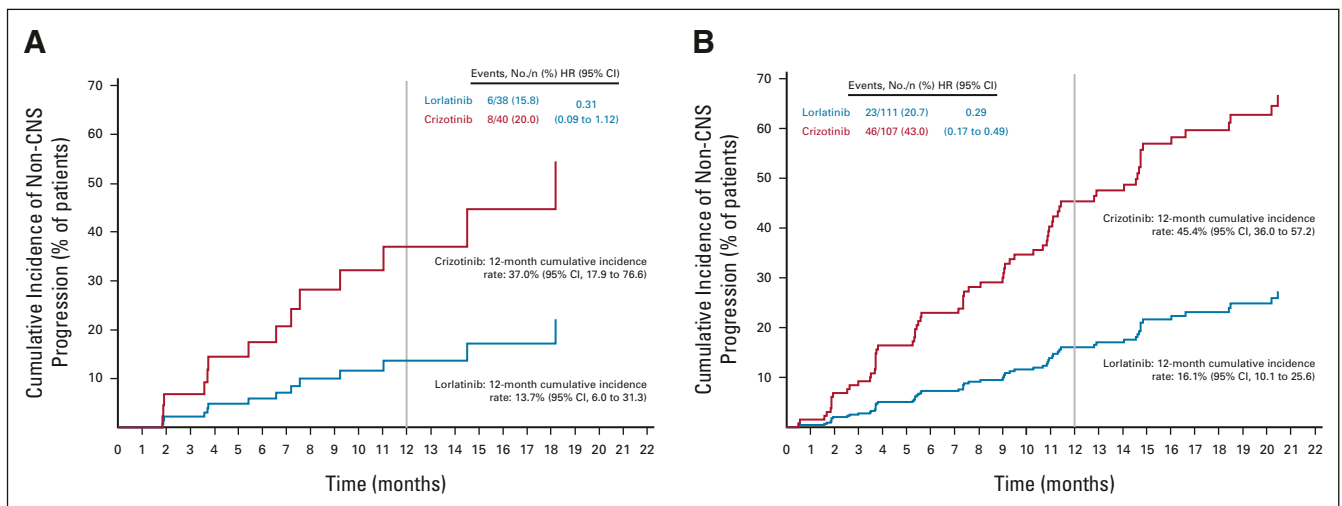 A
Cumulative Incidence of Non-CNS
Progression (% of patients)
70
60
50
40
30
20
10
Events, No./n (%) HR (95% CI)
Lorlatinib 6/38 (15.8) 0.31
Crizotinib 8/40 (20.0) (0.09 to 1.12)
Crizotinib: 12-month cumulative incidence
rate: 37.0% (95% CI, 17.9 to 76.6)
Lorlatinib: 12-month cumulative incidence
rate: 13.7% (95% CI, 6.0 to 31.3)
0 1 2 3 4 5 6 7 8 9 10 11 12 13 14 15 16 17 18 19 20 21 22
Time (months)
B
Cumulative Incidence of Non-CNS
Progression (% of patients)
70
60
50
40
30
20
10
Events, No./n (%) HR (95% CI)
Lorlatinib 23/111 (20.7) 0.29
Crizotinib 46/107 (43.0) (0.17 to 0.49)
Crizotinib: 12-month cumulative incidence
rate: 45.4% (95% CI, 36.0 to 57.2)
Lorlatinib: 12-month cumulative incidence
rate: 16.1% (95% CI, 10.1 to 25.6)
0 1 2 3 4 5 6 7 8 9 10 11 12 13 14 15 16 17 18 19 20 21 22
Time (months)